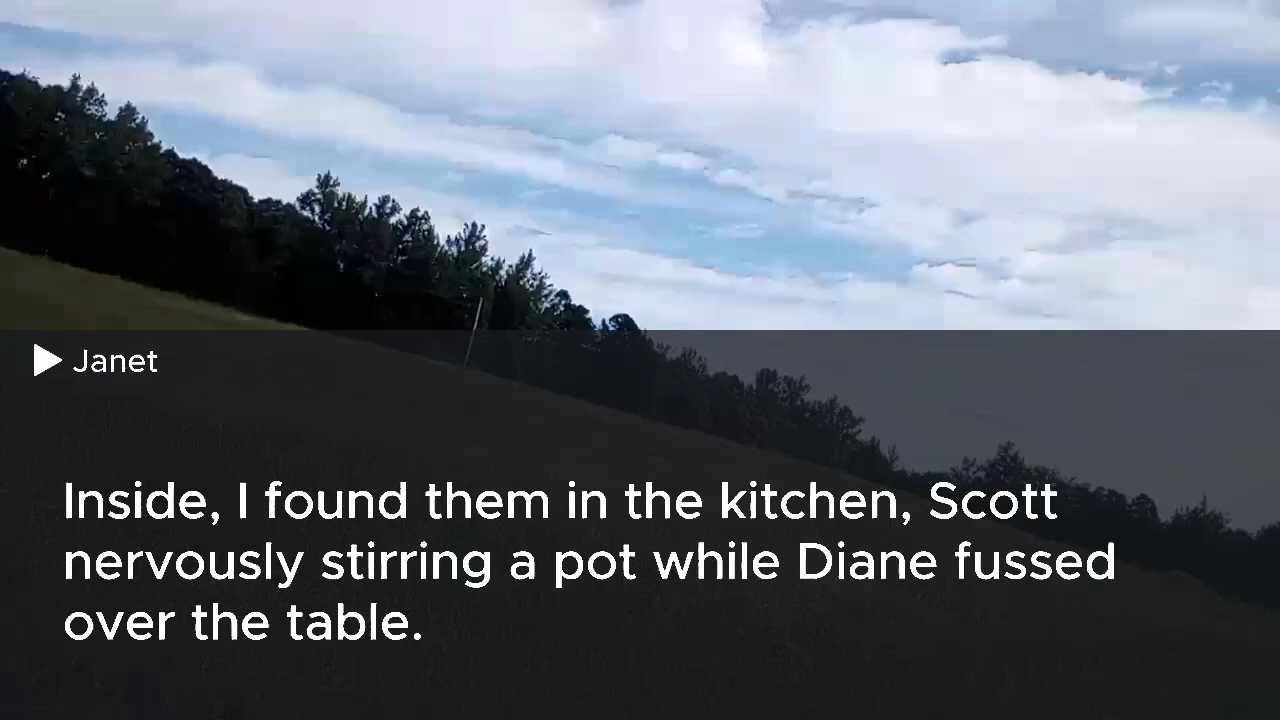 Janet
Inside, I found them in the kitchen, Scott
nervously stirring a pot while Diane fussed
over the table.